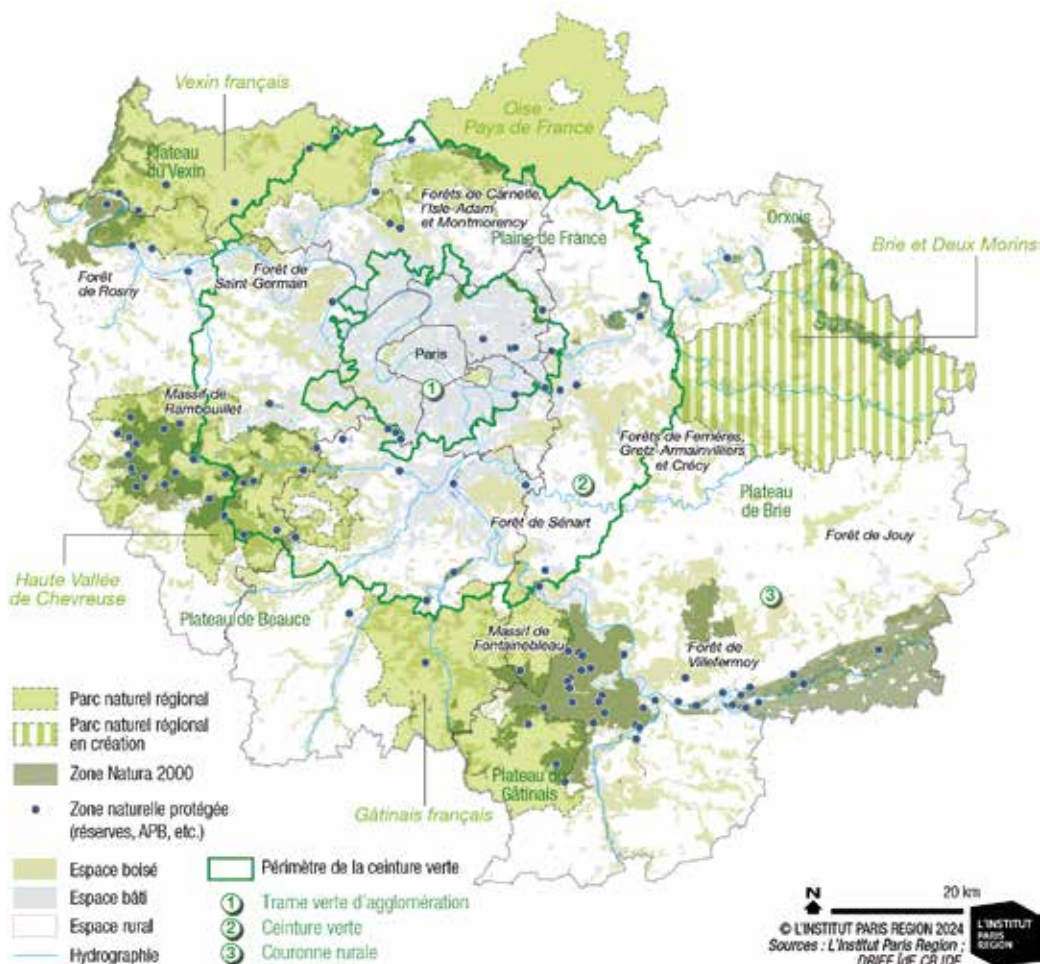 Vexin français
Oise -
Pays de France
Plateau
du Vexin
Forêts de Carnelle,
l'Isle-Adam
et Montmorency
Plaine de France
Orxois
Brie et Deux Morins
Forêt
de Rosny
Forêt de
Saint-Germain
Paris
1
Massif de
Rambouillet
Forêts de Ferrières,
Gretz-Armainvilliers
et Crécy
2
Plateau
de Brie
Forêt de Sénart
Forêt de Jouy
Haute Vallée
de Chevreuse
Plateau de Beauce
3
Massif de
Fontainebleau
Forêt de
Villefermoy
Plateau du
Gâtinais
Gâtinais français
Parc naturel régional
Parc naturel régional
en création
Zone Natura 2000
Zone naturelle protégée
(réserves, APB, etc.)
Espace boisé
Espace bâti
Espace rural
Hydrographie
Périmètre de la ceinture verte
1 Trame verte d'agglomération
2 Ceinture verte
3 Couronne rurale
N
20 km
© L'INSTITUT PARIS REGION 2024
Sources : L'Institut Paris Region ;
L'INSTITUT
PARIS
REGION